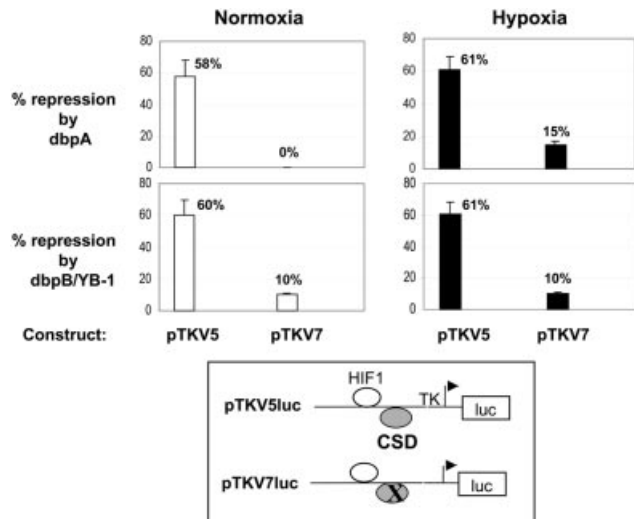 Normoxia
Hypoxia
% repression
by
dbpA
80
60
40
20
0
58%
0%
80
60
40
20
0
61%
15%
% repression
by
dbpB/YB-1
80
60
40
20
0
60%
10%
80
60
40
20
0
61%
10%
Construct: pTKV5 pTKV7 pTKV5 pTKV7
HIF1
pTKV5luc TK luc
CSD
pTKV7luc X luc